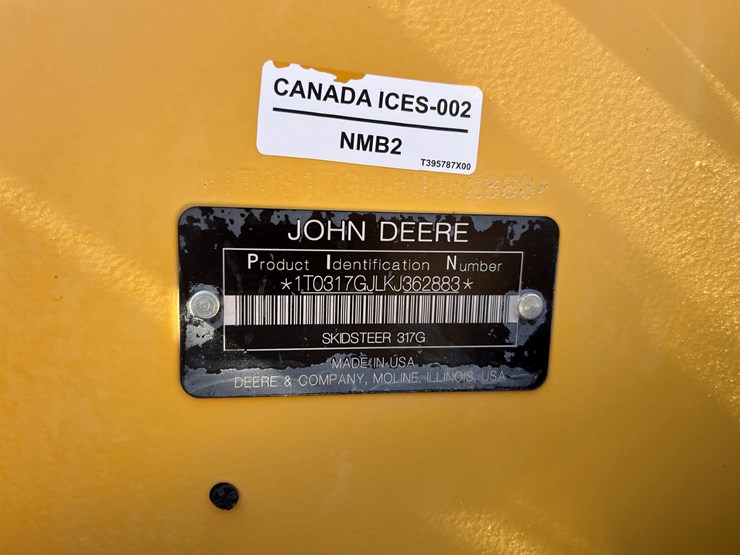 CANADA ICES-002
NMB2
T395787X00
JOHN DEERE
Product Identification Number
*1T0317GJLKJ362883*
SKIDSTEER 317G
MADE IN USA
DEERE & COMPANY, MOLINE, ILLINOIS, USA